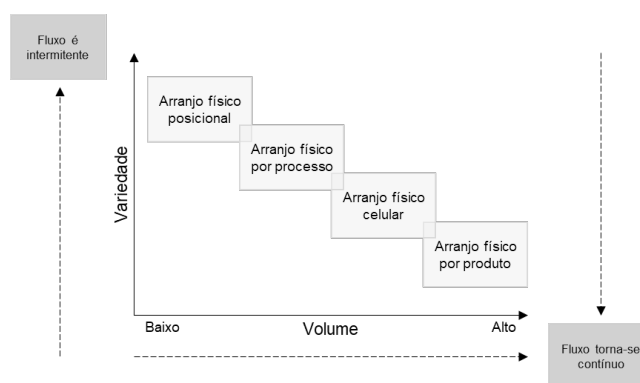 Fluxo é
intermitente
Arranjo físico
posicional
Arranjo físico
por processo
Arranjo físico
celular
Arranjo físico
por produto
Variedade
Baixo
Volume
Alto
Fluxo torna-se
contínuo